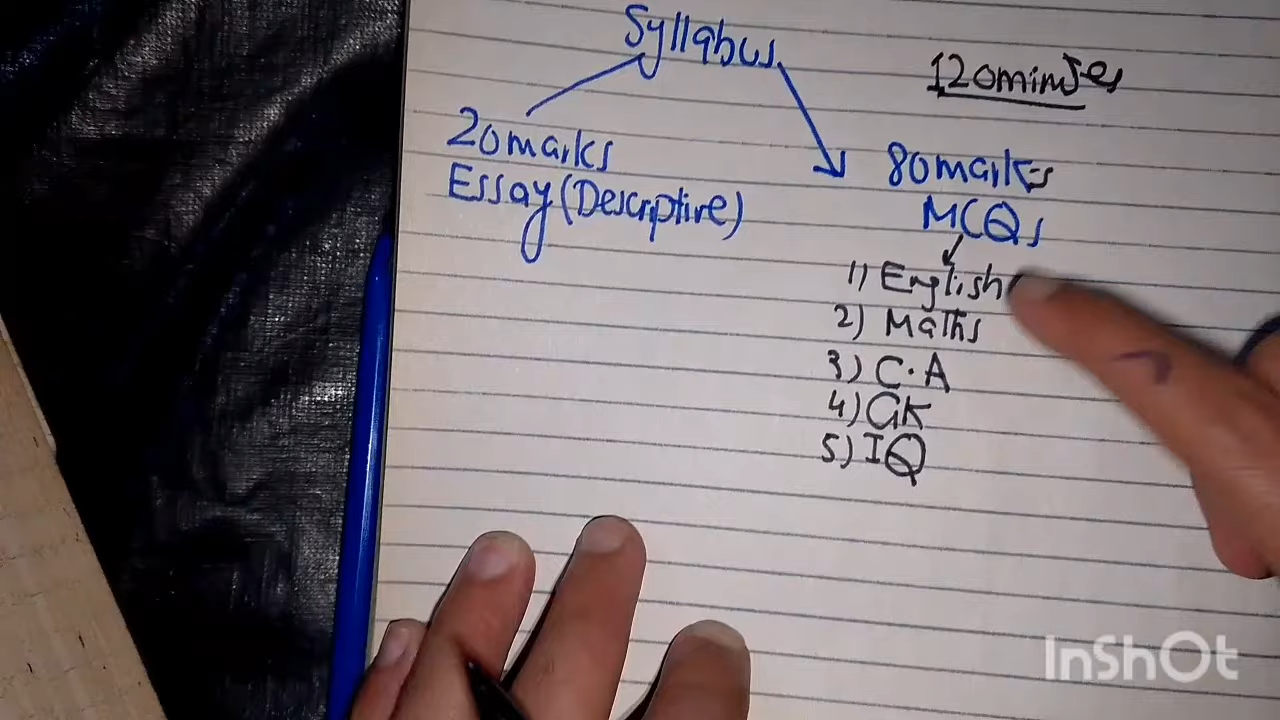 Syllabus
120minutes
20marks
Essay (Descriptive)
80marks
MCQs
1) English
2) Maths
3) C.A
4) GK
5) IQ
InShOt